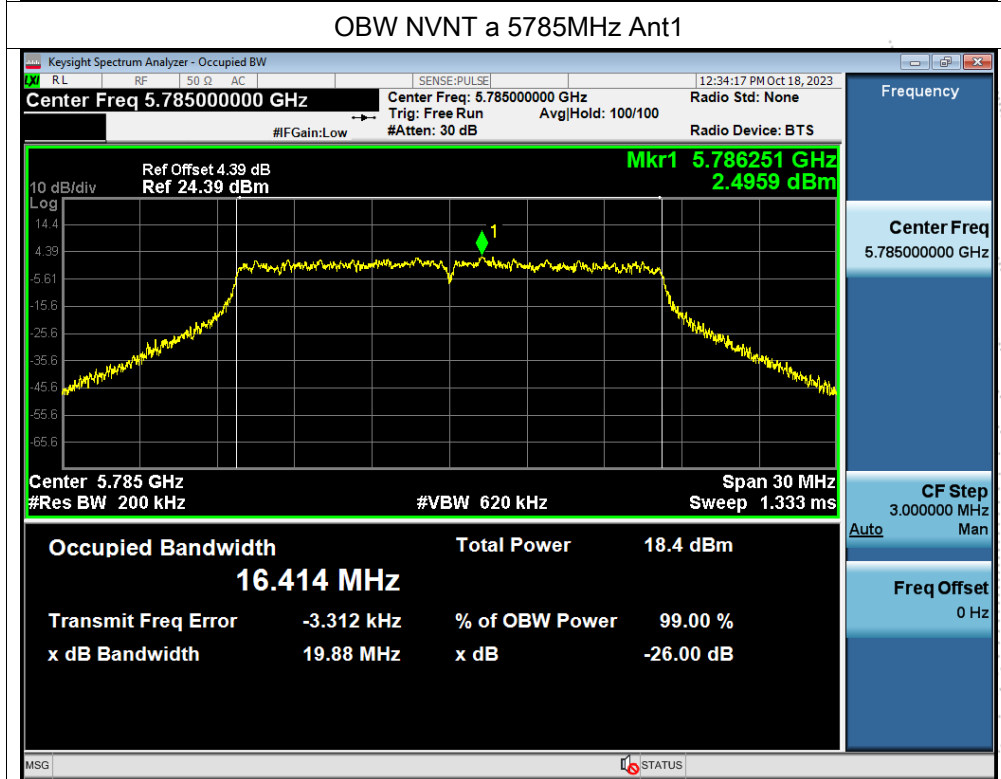 OBW NVNT a 5785MHz Ant1
Keysight Spectrum Analyzer - Occupied BW
LXI RL RF 50 Ω AC SENSE:PULSE 12:34:17 PM Oct 18, 2023
Center Freq 5.785000000 GHz
Center Freq: 5.785000000 GHz
Radio Std: None
Trig: Free Run Avg|Hold: 100/100
#IFGain:Low
#Atten: 30 dB
Radio Device: BTS
Ref Offset 4.39 dB
10 dB/div Ref 24.39 dBm
Mkr1 5.786251 GHz
2.4959 dBm
Log
14.4
4.39
-5.61
-15.6
-25.6
-35.6
-45.6
-55.6
-65.6
1
Center 5.785 GHz Span 30 MHz
#Res BW 200 kHz #VBW 620 kHz Sweep 1.333 ms
Occupied Bandwidth Total Power 18.4 dBm
16.414 MHz
Transmit Freq Error -3.312 kHz % of OBW Power 99.00 %
x dB Bandwidth 19.88 MHz x dB -26.00 dB
Frequency
Center Freq
5.785000000 GHz
CF Step
3.000000 MHz
Auto Man
Freq Offset
0 Hz
MSG STATUS